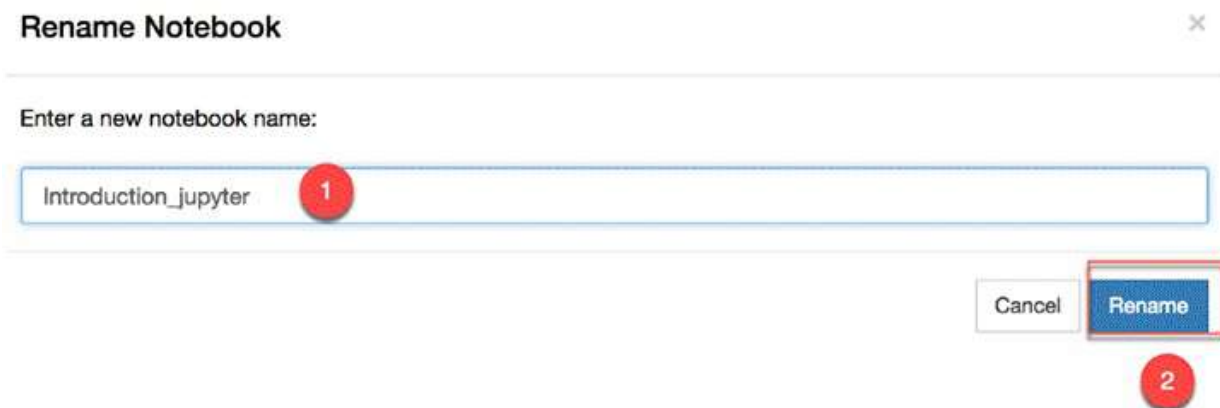 Rename Notebook ×
Enter a new notebook name:
Introduction_jupyter 1
Cancel Rename
2